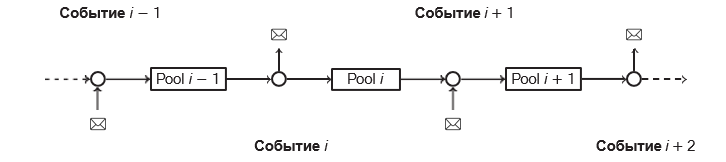 Событие i – 1
Событие i + 1
Pool i – 1
Pool i
Pool i + 1
Событие i
Событие i + 2